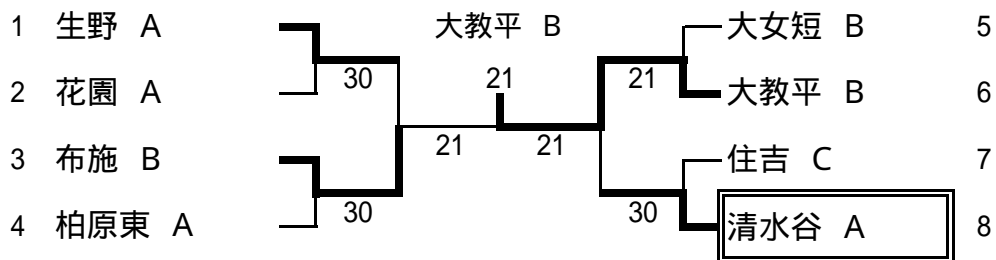 1 生野 A 大教平 B 大女短 B 5
30 21 21
2 花園 A 大教平 B 6
21 21
3 布施 B 住吉 C 7
30 30
4 柏原東 A 清水谷 A 8